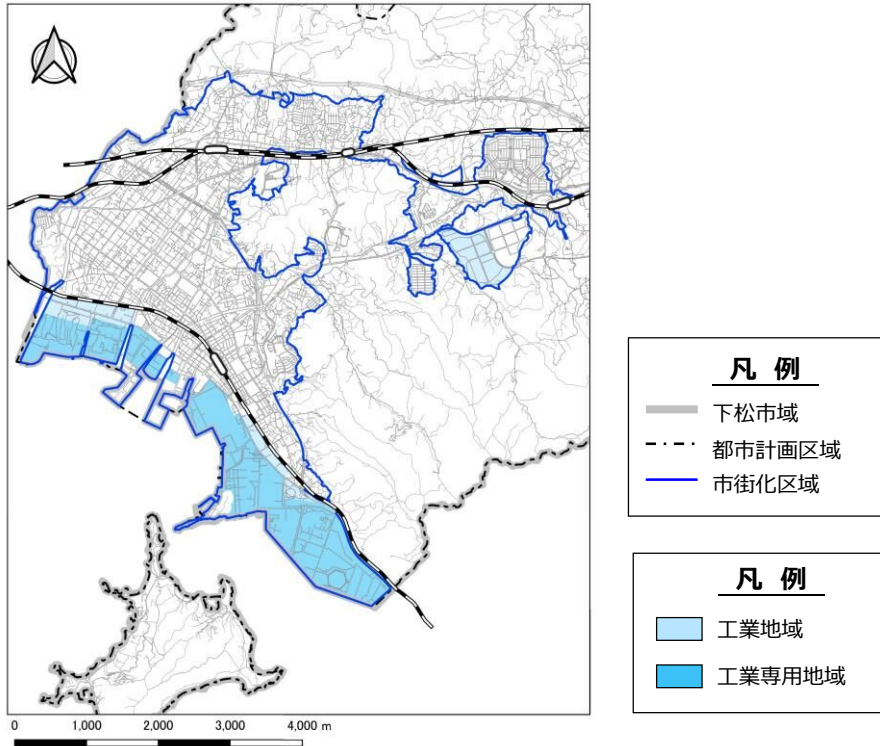 凡 例
下松市域
都市計画区域
市街化区域
凡 例
工業地域
工業専用地域
0 1,000 2,000 3,000 4,000 m